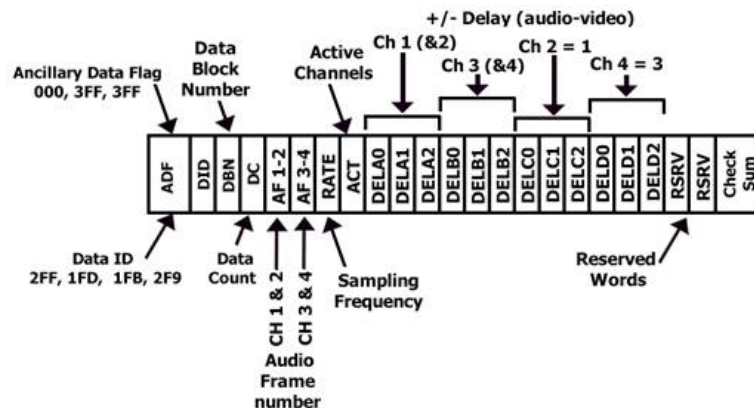 +/- Delay (audio-video)
Ancillary Data Flag
000, 3FF, 3FF
Data
Block
Number
Active
Channels
Ch 1 (&2)
Ch 3 (&4)
Ch 2 = 1
Ch 4 = 3
ADF
DID
DBN
DC
AF 1-2
AF 3-4
RATE
ACT
DELA0
DELA1
DELA2
DELB0
DELB1
DELB2
DELC0
DELC1
DELC2
DELD0
DELD1
DELD2
RSRV
RSRV
Check
Sum
Data ID
2FF, 1FD, 1FB, 2F9
Data
Count
CH 1 & 2
CH 3 & 4
Audio
Frame
number
Sampling
Frequency
Reserved
Words